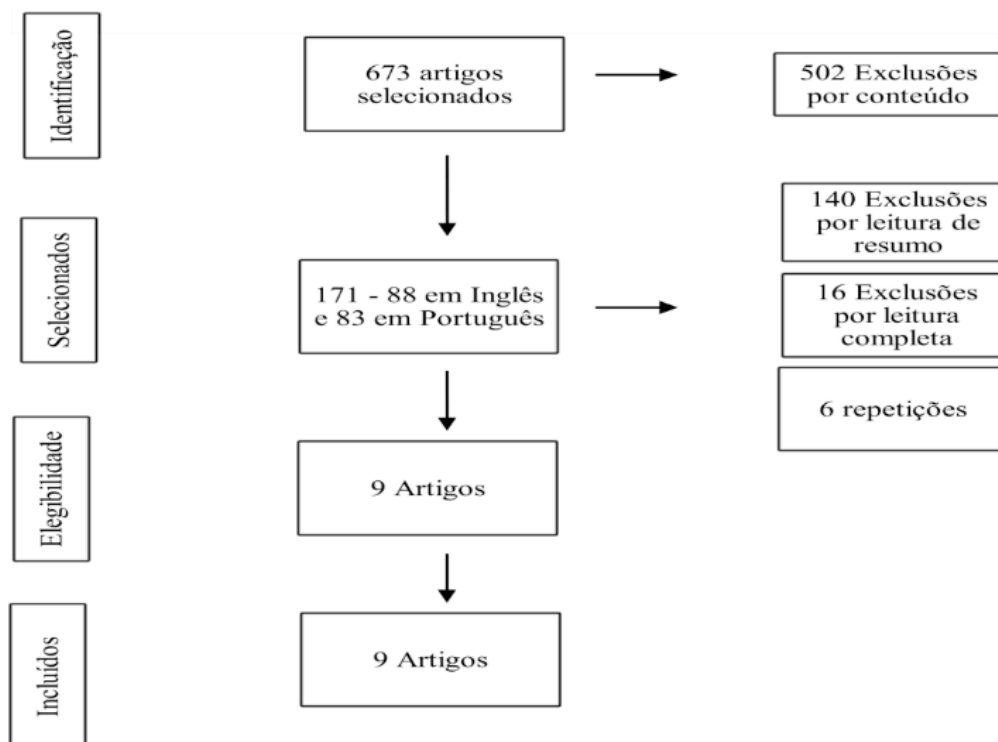 Identificação
673 artigos
selecionados
502 Exclusões
por conteúdo
Selecionados
171 - 88 em Inglês
e 83 em Português
140 Exclusões
por leitura de
resumo
16 Exclusões
por leitura
completa
6 repetições
Elegibilidade
9 Artigos
Incluídos
9 Artigos